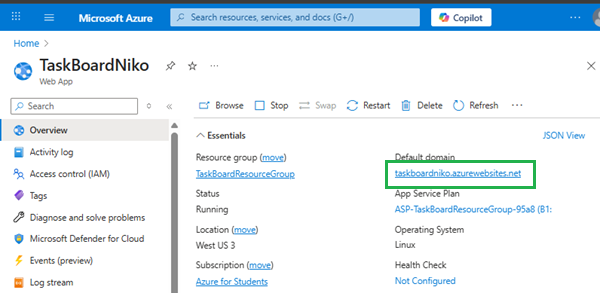 Microsoft Azure
Search resources, services, and docs (G+/)
Copilot
Home
TaskBoardNiko
Web App
Search
Browse
Stop
Swap
Restart
Delete
Refresh
Overview
Activity log
Access control (IAM)
Tags
Diagnose and solve problems
Microsoft Defender for Cloud
Events (preview)
Log stream
Essentials
JSON View
Resource group (move)
TaskBoardResourceGroup
Status
Running
Location (move)
West US 3
Subscription (move)
Azure for Students
Default domain
taskboardniko.azurewebsites.net
App Service Plan
ASP-TaskBoardResourceGroup-95a8 (B1:
Operating System
Linux
Health Check
Not Configured